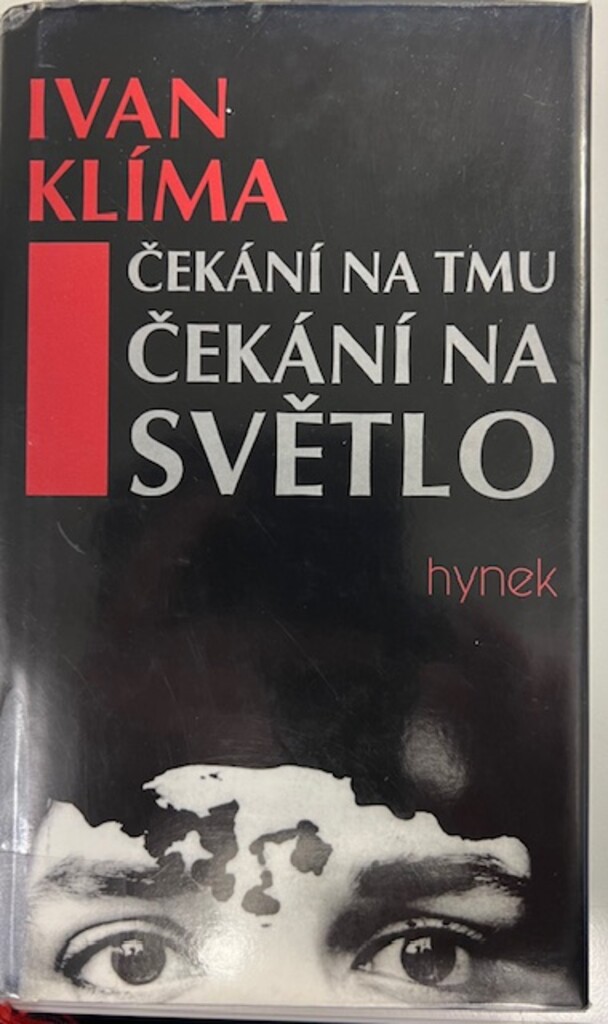 IVAN
KLÍMA
ČEKÁNÍ NA TMU
ČEKÁNÍ NA
SVĚTLO
hynek